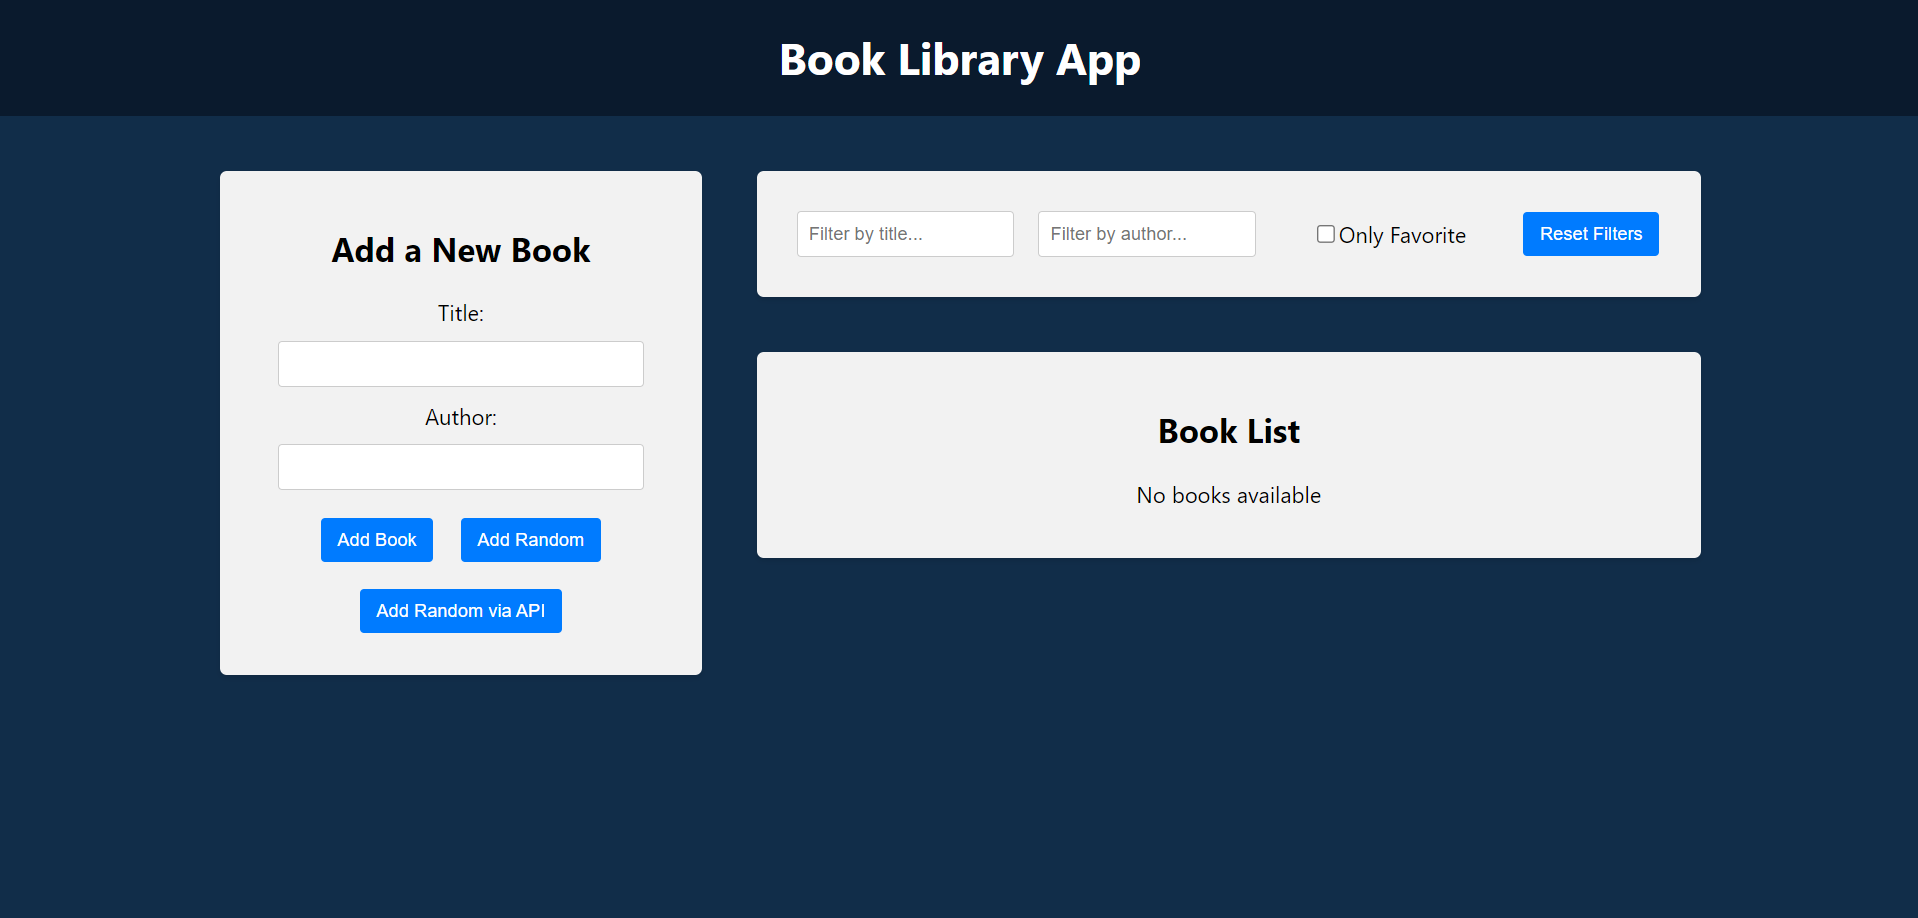 Book Library App
Add a New Book
Title:
Author:
Add Book Add Random
Add Random via API
Filter by title... Filter by author... Only Favorite Reset Filters
Book List
No books available